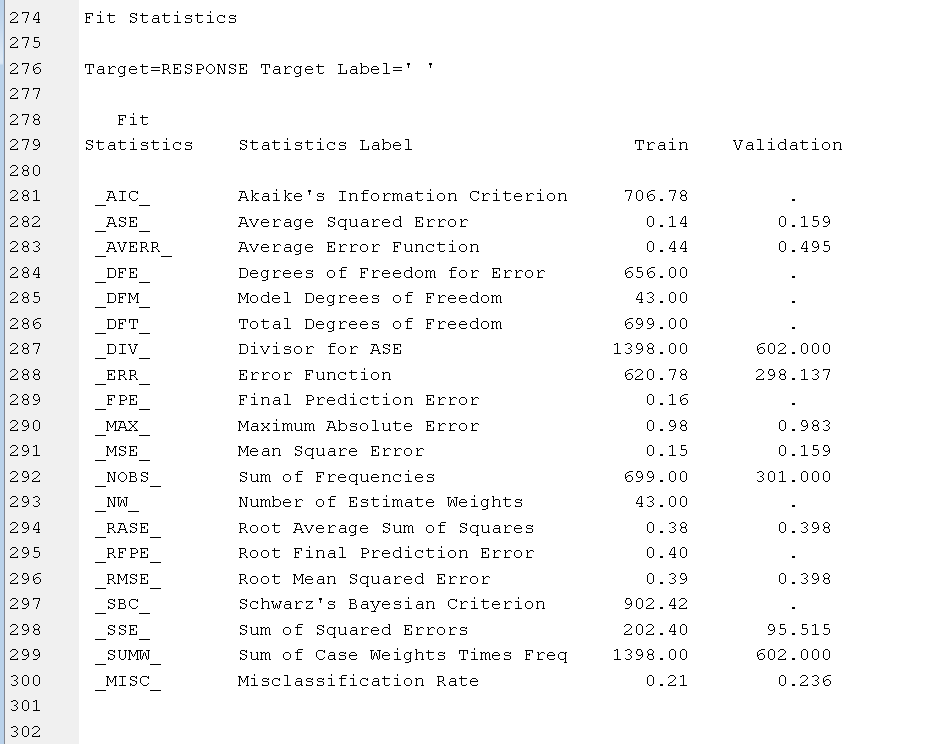 274 Fit Statistics
275
276 Target=RESPONSE Target Label=' '
277
278 Fit
279 Statistics Statistics Label Train Validation
280
281 _AIC_ Akaike's Information Criterion 706.78 .
282 _ASE_ Average Squared Error 0.14 0.159
283 _AVERR_ Average Error Function 0.44 0.495
284 _DFE_ Degrees of Freedom for Error 656.00 .
285 _DFM_ Model Degrees of Freedom 43.00 .
286 _DFT_ Total Degrees of Freedom 699.00 .
287 _DIV_ Divisor for ASE 1398.00 602.000
288 _ERR_ Error Function 620.78 298.137
289 _FPE_ Final Prediction Error 0.16 .
290 _MAX_ Maximum Absolute Error 0.98 0.983
291 _MSE_ Mean Square Error 0.15 0.159
292 _NOBS_ Sum of Frequencies 699.00 301.000
293 _NW_ Number of Estimate Weights 43.00 .
294 _RASE_ Root Average Sum of Squares 0.38 0.398
295 _RFPE_ Root Final Prediction Error 0.40 .
296 _RMSE_ Root Mean Squared Error 0.39 0.398
297 _SBC_ Schwarz's Bayesian Criterion 902.42 .
298 _SSE_ Sum of Squared Errors 202.40 95.515
299 _SUMW_ Sum of Case Weights Times Freq 1398.00 602.000
300 _MISC_ Misclassification Rate 0.21 0.236
301
302